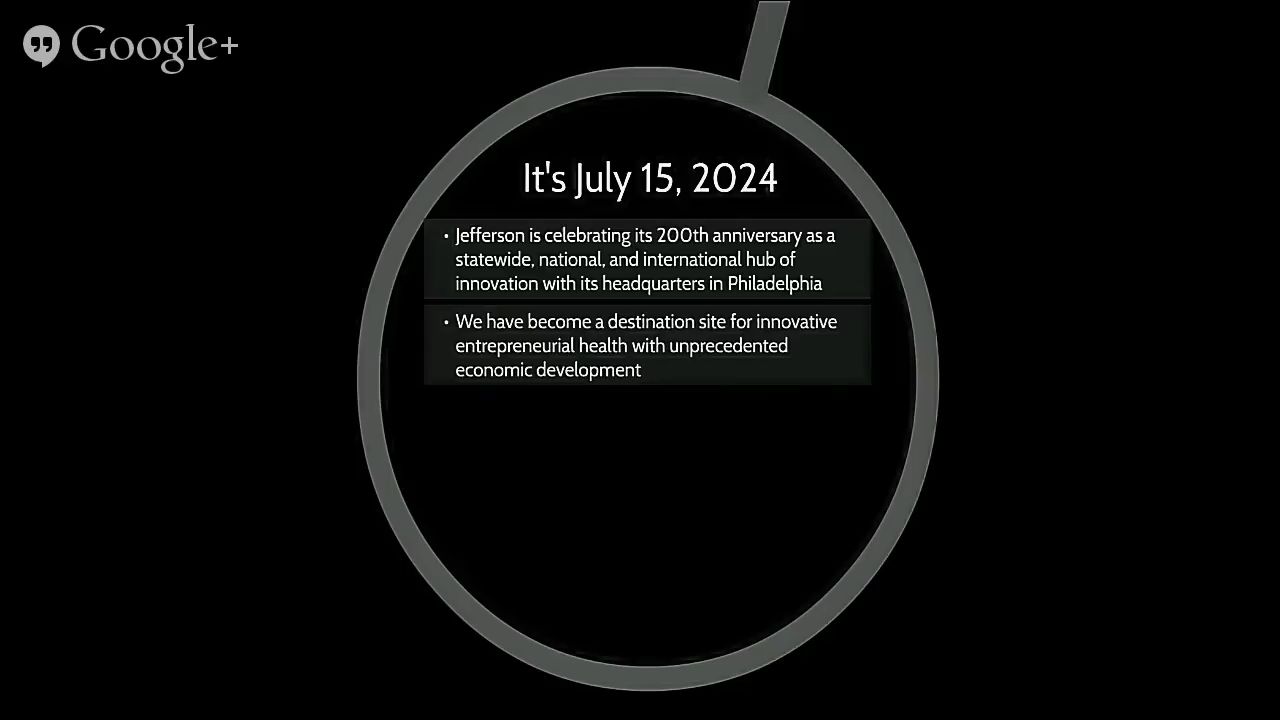 Google+
It's July 15, 2024
• Jefferson is celebrating its 200th anniversary as a
statewide, national, and international hub of
innovation with its headquarters in Philadelphia
• We have become a destination site for innovative
entrepreneurial health with unprecedented
economic development